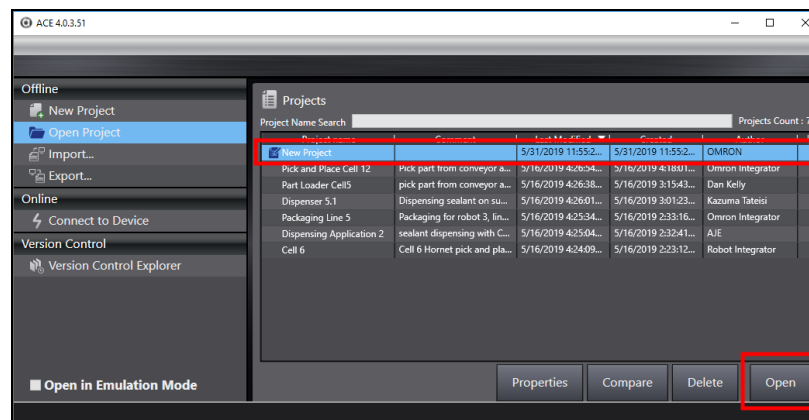 ACE 4.0.3.51
Offline
New Project
Open Project
Import...
Export...
Online
Connect to Device
Version Control
Version Control Explorer
Open in Emulation Mode
Projects
Project Name Search Projects Count : 7
Project name Comment Last Modified Created Author
New Project 5/31/2019 11:55:2... 5/31/2019 11:55:2... OMRON
Pick and Place Cell 12 Pick part from conveyor a... 5/16/2019 4:26:54... 5/16/2019 4:18:01... Omron Integrator
Part Loader Cell5 pick part from conveyor a... 5/16/2019 4:26:38... 5/16/2019 3:15:43... Dan Kelly
Dispenser 5.1 Dispensing sealant on su... 5/16/2019 4:26:01... 5/16/2019 3:01:23... Kazuma Tateisi
Packaging Line 5 Packaging for robot 3, lin... 5/16/2019 4:25:34... 5/16/2019 2:33:16... Omron Integrator
Dispensing Application 2 sealant dispensing with C... 5/16/2019 4:25:04... 5/16/2019 2:32:41... AJE
Cell 6 Cell 6 Hornet pick and pla... 5/16/2019 4:24:09... 5/16/2019 2:23:12... Robot Integrator
Properties Compare Delete Open